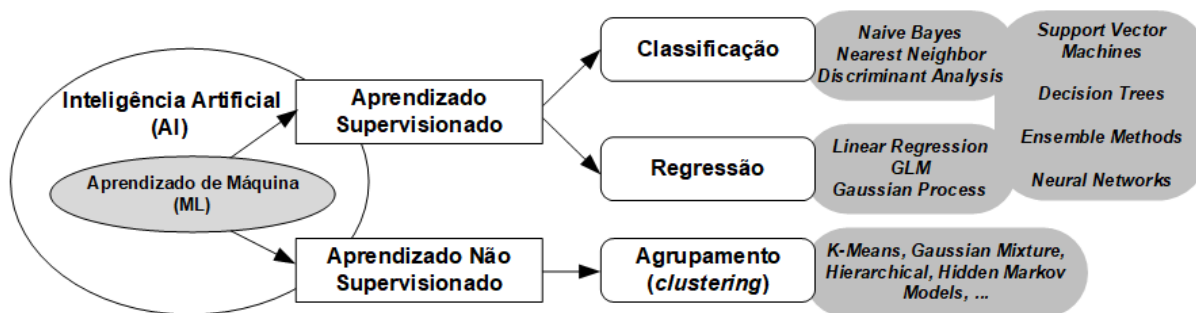 Inteligência Artificial
(AI)
Aprendizado de Máquina
(ML)
Aprendizado
Supervisionado
Aprendizado Não
Supervisionado
Classificação
Regressão
Agrupamento
(clustering)
Naive Bayes
Nearest Neighbor
Discriminant Analysis
Linear Regression
GLM
Gaussian Process
K-Means, Gaussian Mixture,
Hierarchical, Hidden Markov
Models, ...
Support Vector
Machines
Decision Trees
Ensemble Methods
Neural Networks